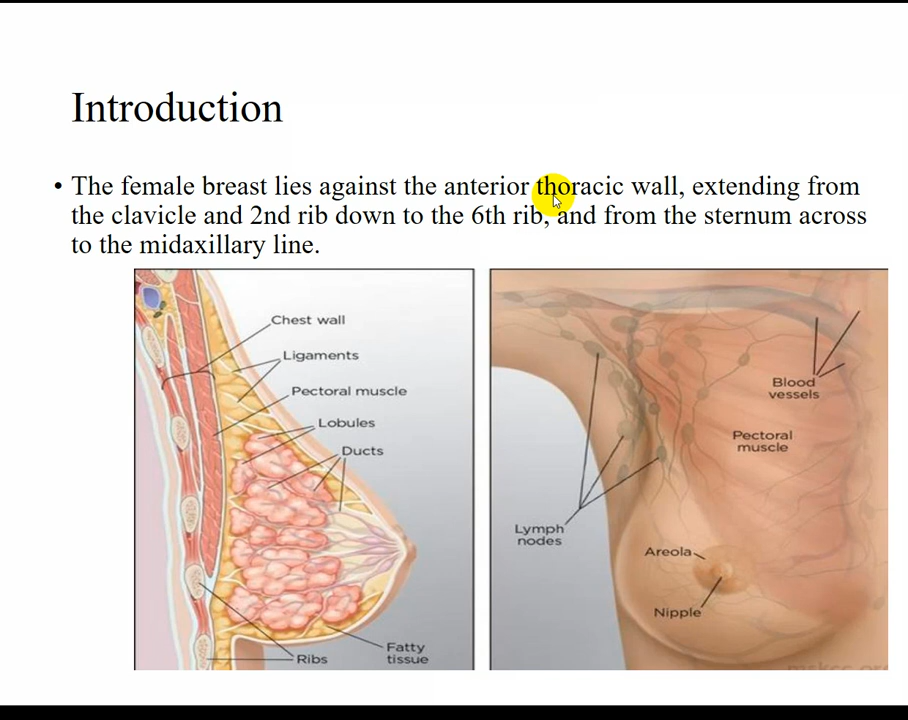 Introduction
• The female breast lies against the anterior thoracic wall, extending from
the clavicle and 2nd rib down to the 6th rib, and from the sternum across
to the midaxillary line.
Chest wall
Ligaments
Pectoral muscle
Lobules
Ducts
Fatty
tissue
Ribs
Blood
vessels
Pectoral
muscle
Lymph
nodes
Areola
Nipple